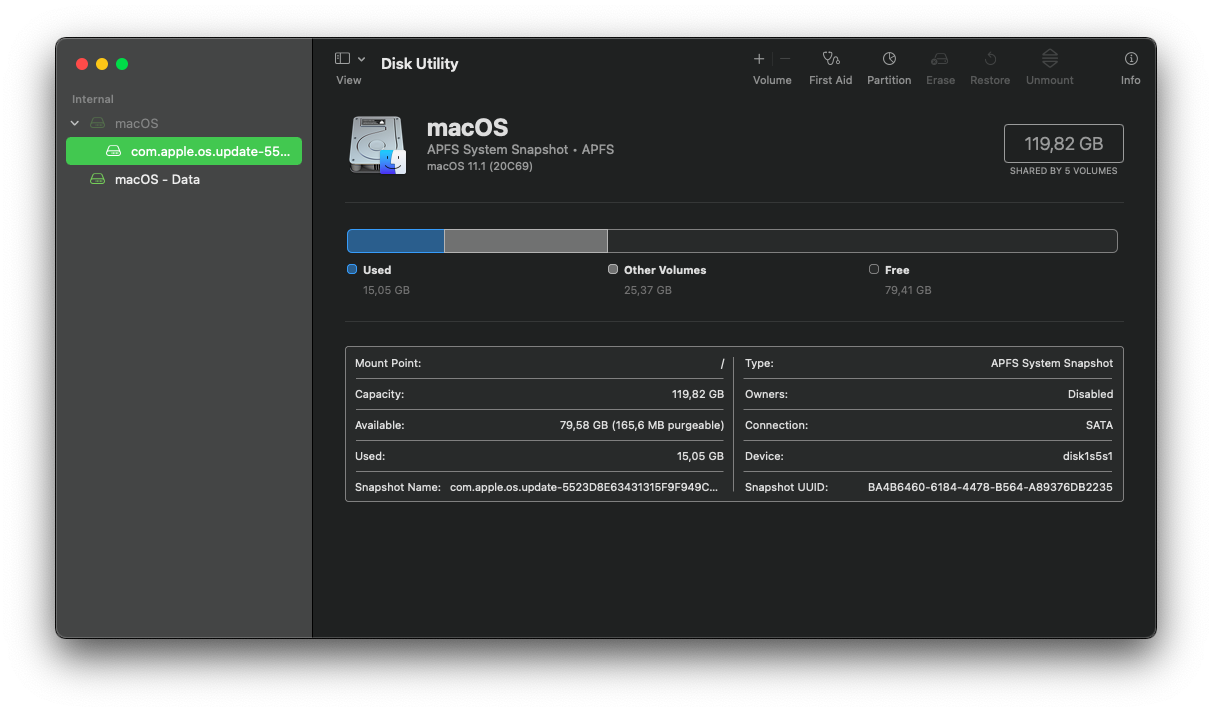 Disk Utility
View
Volume
First Aid
Partition
Erase
Restore
Unmount
Info
Internal
macOS
com.apple.os.update-55...
macOS - Data
macOS
APFS System Snapshot • APFS
macOS 11.1 (20C69)
119,82 GB
SHARED BY 5 VOLUMES
Used
15,05 GB
Other Volumes
25,37 GB
Free
79,41 GB
Mount Point: /
Capacity: 119,82 GB
Available: 79,58 GB (165,6 MB purgeable)
Used: 15,05 GB
Snapshot Name: com.apple.os.update-5523D8E63431315F9F949C...
Type: APFS System Snapshot
Owners: Disabled
Connection: SATA
Device: disk1s5s1
Snapshot UUID: BA4B6460-6184-4478-B564-A89376DB2235